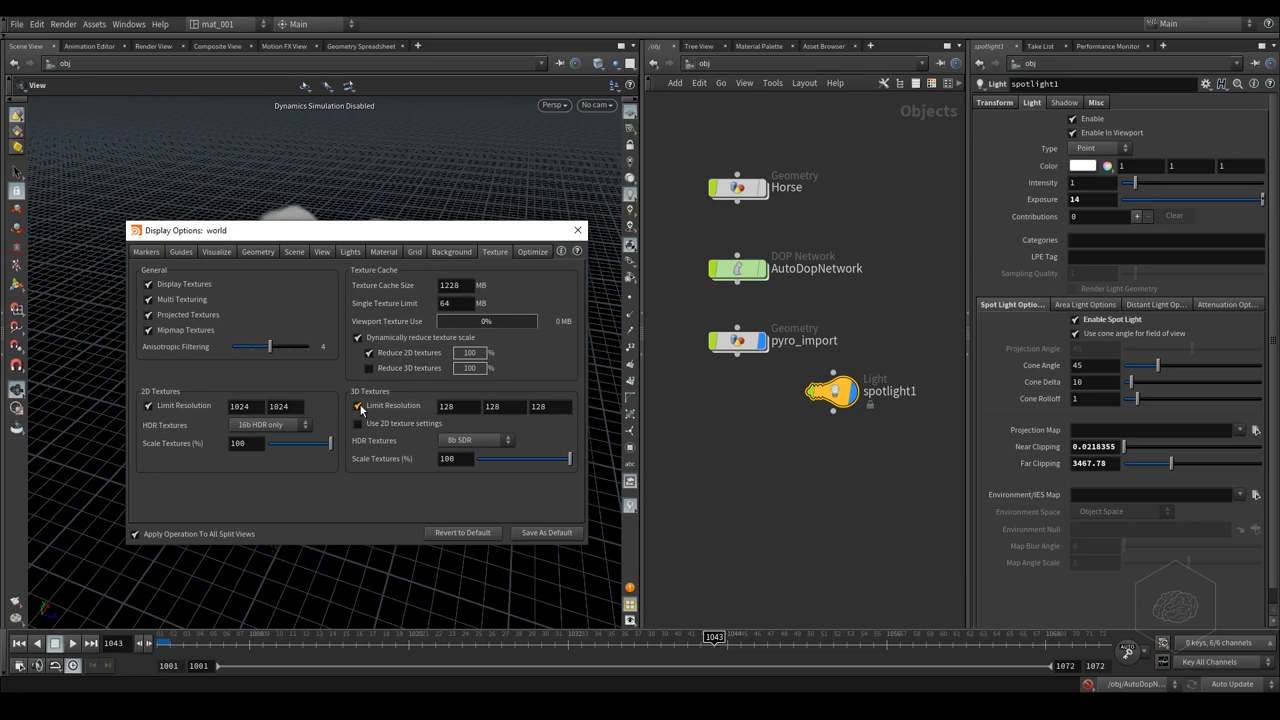 File Edit Render Assets Windows Help mat_001 Main Main
Scene View Animation Editor Render View Composite View Motion FX View Geometry Spreadsheet
/obj Tree View Material Palette Asset Browser
spotlight1 Take List Performance Monitor
obj
obj
obj
View
Add Edit Go View Tools Layout Help
Light spotlight1
Dynamics Simulation Disabled
Persp No cam
Objects
Transform Light Shadow Misc
Enable
Enable In Viewport
Type Point
Color 1 1 1
Intensity 1
Exposure 14
Contributions 0 Clear
Categories
LPE Tag
Sampling Quality 1
Render Light Geometry
Spot Light Optio... Area Light Options Distant Light Op... Attenuation Opt...
Enable Spot Light
Use cone angle for field of view
Projection Angle 45
Cone Angle 45
Cone Delta 10
Cone Rolloff 1
Projection Map
Near Clipping 0.0218355
Far Clipping 3467.78
Environment/IES Map
Environment Space Object Space
Environment Null
Map Blur Angle 0
Map Angle Scale 1
Geometry
Horse
DOP Network
AutoDopNetwork
Geometry
pyro_import
Light
spotlight1
Display Options: world
Markers Guides Visualize Geometry Scene View Lights Material Grid Background Texture Optimize
General
Display Textures
Multi Texturing
Projected Textures
Mipmap Textures
Anisotropic Filtering 4
Texture Cache
Texture Cache Size 1228 MB
Single Texture Limit 64 MB
Viewport Texture Use 0% 0 MB
Dynamically reduce texture scale
Reduce 2D textures 100 %
Reduce 3D textures 100 %
2D Textures
Limit Resolution 1024 1024
HDR Textures 16b HDR only
Scale Textures (%) 100
3D Textures
Limit Resolution 128 128 128
Use 2D texture settings
HDR Textures 8b SDR
Scale Textures (%) 100
Apply Operation To All Split Views Revert to Default Save As Default
abc
1043 1008 1020 1032 1043 1044 1056 1068
1001 1001 1072 1072
AUTO
0 keys, 6/6 channels
Key All Channels
/obj/AutoDopN... Auto Update